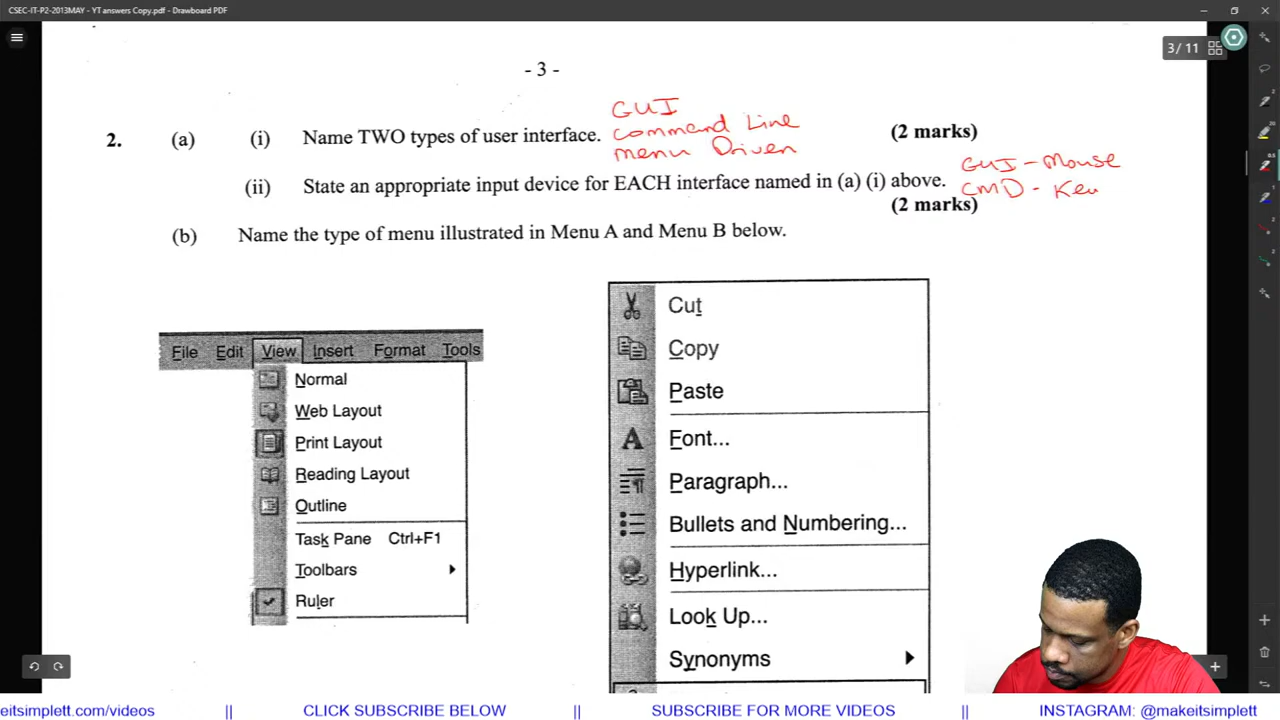 CSEC-IT-P2-2013MAY - YT answers Copy.pdf - Drawboard PDF
3 / 11
- 3 -
GUI
2. (a) (i) Name TWO types of user interface. Command Line (2 marks)
Menu Driven
GUI - Mouse
(ii) State an appropriate input device for EACH interface named in (a) (i) above. CMD - Key
(2 marks)
(b) Name the type of menu illustrated in Menu A and Menu B below.
File Edit View Insert Format Tools
Normal
Web Layout
Print Layout
Reading Layout
Outline
Task Pane Ctrl+F1
Toolbars
Ruler
Cut
Copy
Paste
Font...
Paragraph...
Bullets and Numbering...
Hyperlink...
Look Up...
Synonyms
eitsimplett.com/videos || CLICK SUBSCRIBE BELOW || SUBSCRIBE FOR MORE VIDEOS || INSTAGRAM: @makeitsimplett